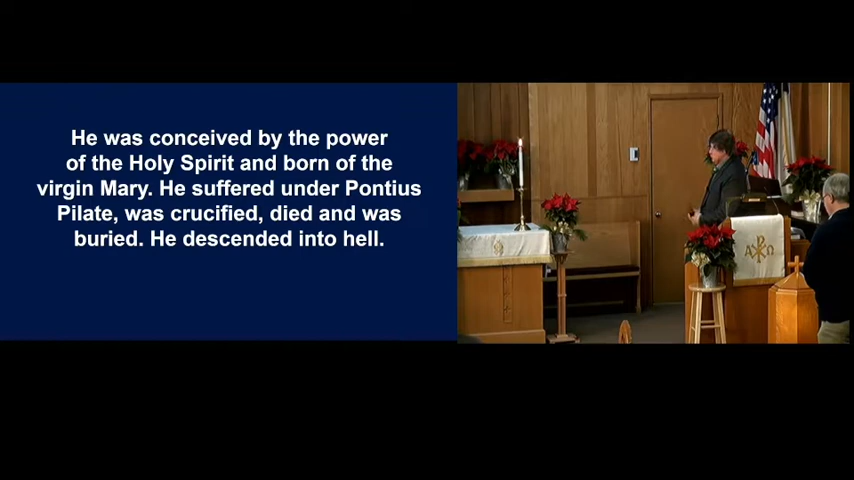 He was conceived by the power
of the Holy Spirit and born of the
virgin Mary. He suffered under Pontius
Pilate, was crucified, died and was
buried. He descended into hell.
Α Ω